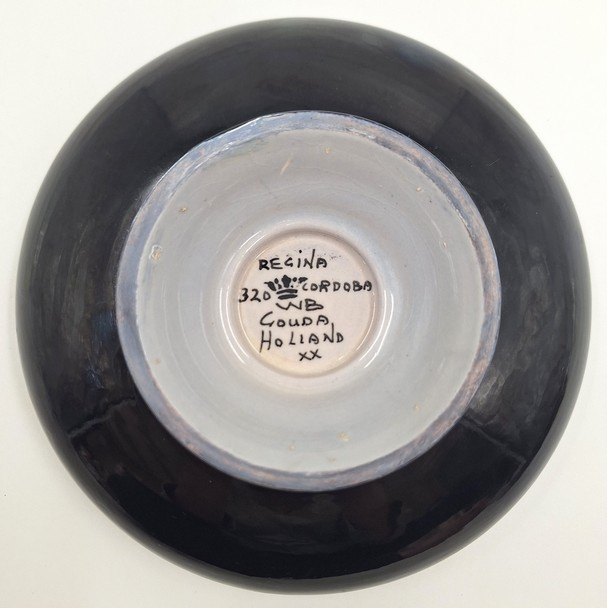 REGINA
320 CORDOBA
WB
GOUDA
HOLLAND
XX